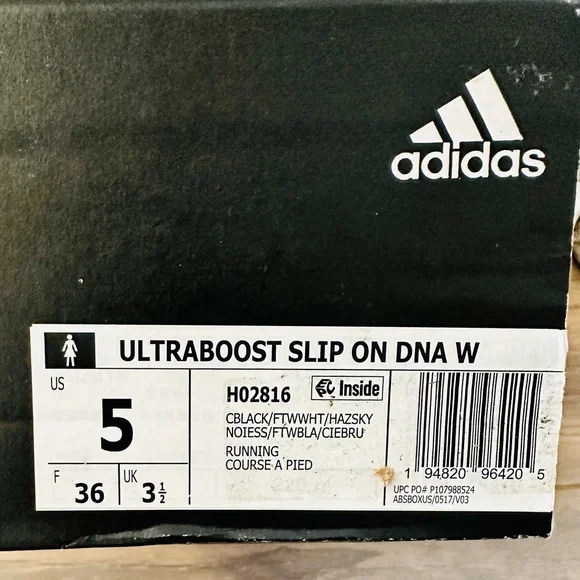 adidas
ULTRABOOST SLIP ON DNA W
US
5
F
36
UK
3½
H02816
Inside
CBLACK/FTWWHT/HAZSKY
NOIESS/FTWBLA/CIEBRU
RUNNING
COURSE A PIED
1 94820 96420 5
UPC PO# P107988524
ABSBOXUS/0517/V03